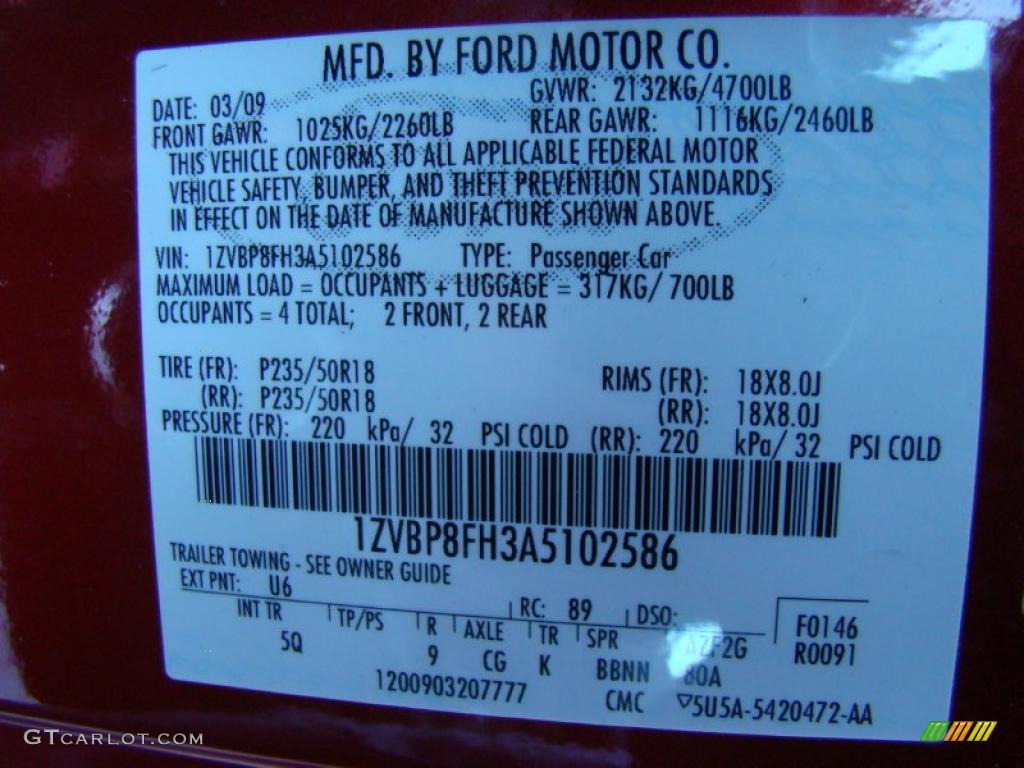 MFD. BY FORD MOTOR CO.
DATE: 03/09 GVWR: 2132KG/4700LB
FRONT GAWR: 1025KG/2260LB REAR GAWR: 1116KG/2460LB
THIS VEHICLE CONFORMS TO ALL APPLICABLE FEDERAL MOTOR
VEHICLE SAFETY, BUMPER, AND THEFT PREVENTION STANDARDS
IN EFFECT ON THE DATE OF MANUFACTURE SHOWN ABOVE.
VIN: 1ZVBP8FH3A5102586 TYPE: Passenger Car
MAXIMUM LOAD = OCCUPANTS + LUGGAGE = 317KG/ 700LB
OCCUPANTS = 4 TOTAL; 2 FRONT, 2 REAR
TIRE (FR): P235/50R18 RIMS (FR): 18X8.0J
(RR): P235/50R18 (RR): 18X8.0J
PRESSURE (FR): 220 kPa/ 32 PSI COLD (RR): 220 kPa/ 32 PSI COLD
1ZVBP8FH3A5102586
TRAILER TOWING - SEE OWNER GUIDE
EXT PNT: U6 RC: 89 DSO: F0146
INT TR TP/PS R AXLE TR SPR AZF2G R0091
5Q 9 CG K BBNN 80A
1200903207777 CMC ▽5U5A-5420472-AA
GTCARLOT.COM